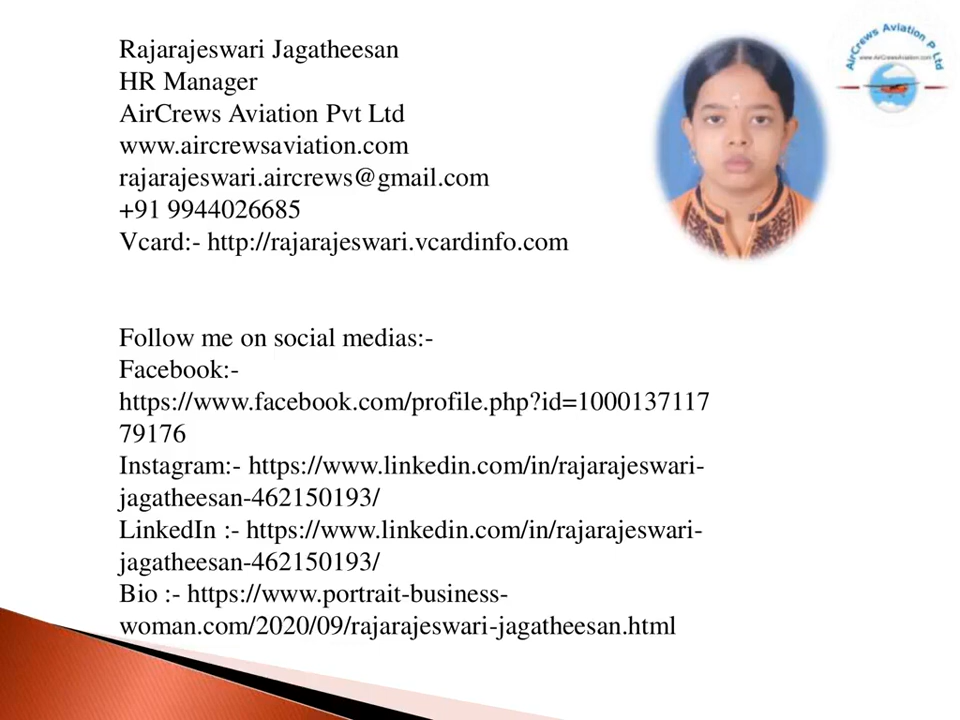 Rajarajeswari Jagatheesan
HR Manager
AirCrews Aviation Pvt Ltd
www.aircrewsaviation.com
rajarajeswari.aircrews@gmail.com
+91 9944026685
Vcard:- http://rajarajeswari.vcardinfo.com
AirCrews Aviation P Ltd
www.AirCrewsAviation.com
Follow me on social medias:-
Facebook:-
https://www.facebook.com/profile.php?id=1000137117
79176
Instagram:- https://www.linkedin.com/in/rajarajeswari-
jagatheesan-462150193/
LinkedIn :- https://www.linkedin.com/in/rajarajeswari-
jagatheesan-462150193/
Bio :- https://www.portrait-business-
woman.com/2020/09/rajarajeswari-jagatheesan.html